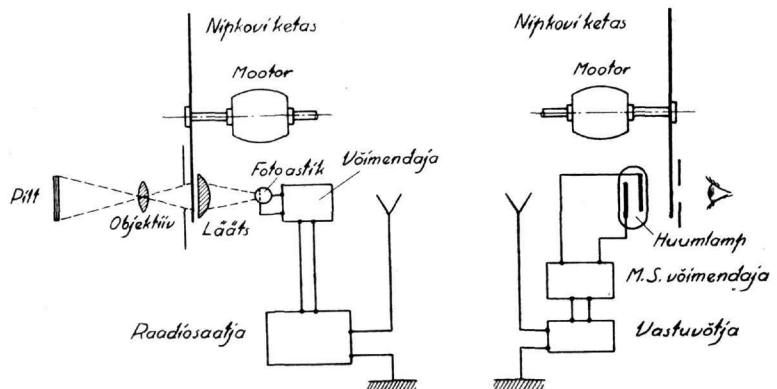 Nipkovi ketas
Mootor
Pilt
Objektiiv
Lääts
Fotoastik
Võimendaja
Raadiosaatja
Nipkovi ketas
Mootor
Huumlamp
M.S. võimendaja
Vastuvõtja